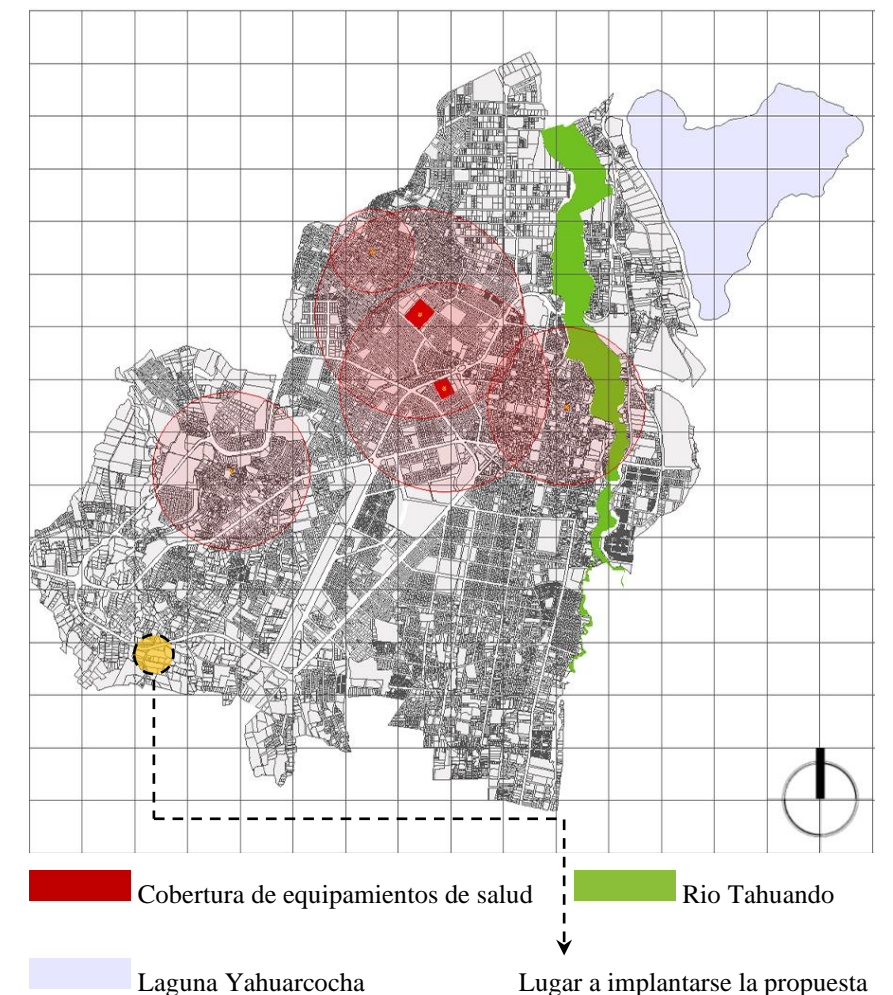 Cobertura de equipamientos de salud
Rio Tahuando
Laguna Yahuarcocha
Lugar a implantarse la propuesta